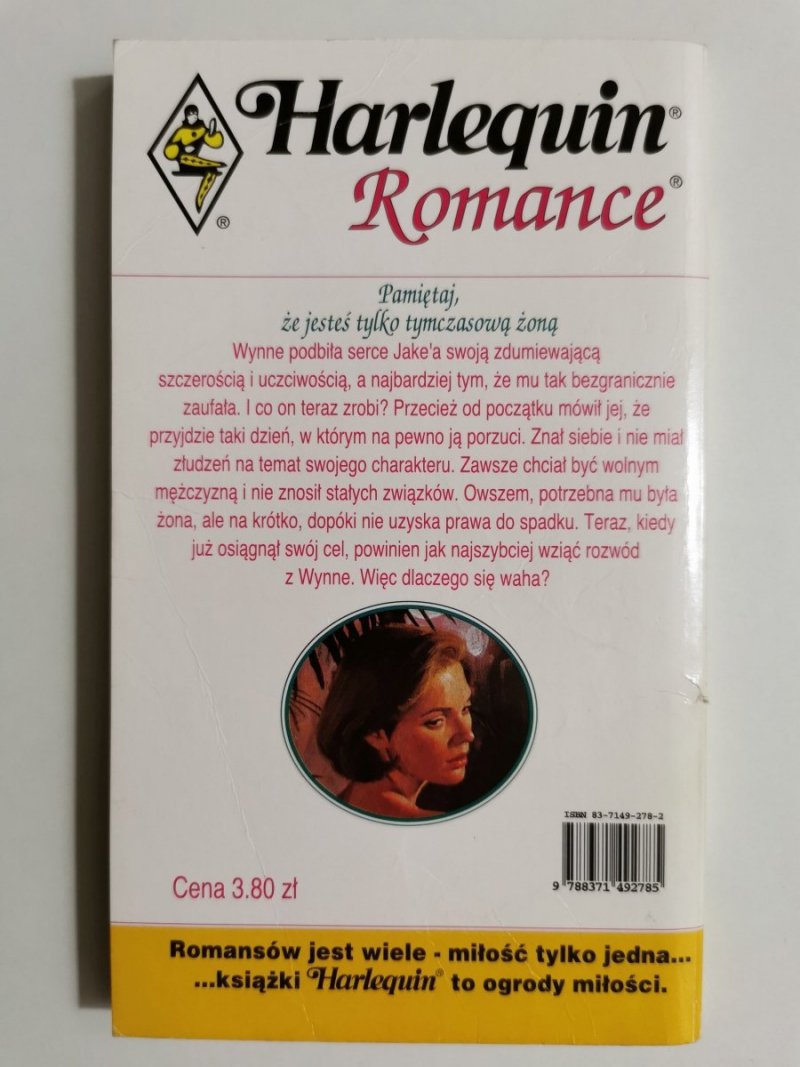 Harlequin®
Romance®
®
Pamiętaj,
że jesteś tylko tymczasową żoną
Wynne podbiła serce Jake'a swoją zdumiewającą
szczerością i uczciwością, a najbardziej tym, że mu tak bezgranicznie
zaufała. I co on teraz zrobi? Przecież od początku mówił jej, że
przyjdzie taki dzień, w którym na pewno ją porzuci. Znał siebie i nie miał
złudzeń na temat swojego charakteru. Zawsze chciał być wolnym
mężczyzną i nie znosił stałych związków. Owszem, potrzebna mu była
żona, ale na krótko, dopóki nie uzyska prawa do spadku. Teraz, kiedy
już osiągnął swój cel, powinien jak najszybciej wziąć rozwód
z Wynne. Więc dlaczego się waha?
ISBN 83-7149-278-2
9 788371 492785
Cena 3.80 zł
Romansów jest wiele - miłość tylko jedna...
...książki Harlequin® to ogrody miłości.